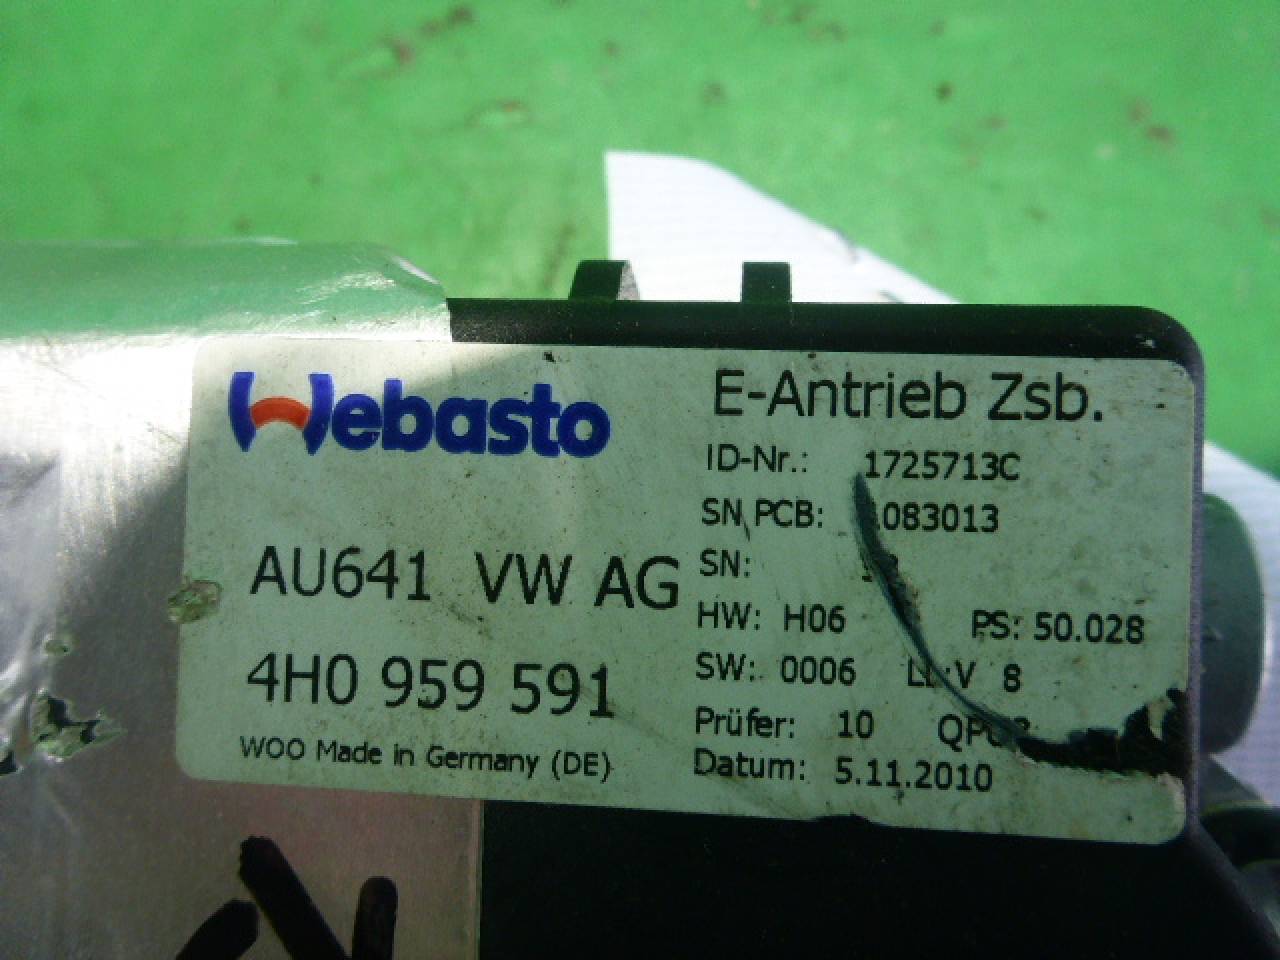 Webasto
E-Antrieb Zsb.
ID-Nr.: 1725713C
SN PCB: 083013
SN:
AU641 VW AG
HW: H06 PS: 50.028
4H0 959 591
SW: 0006 V 8
Prüfer: 10
WOO Made in Germany (DE)
Datum: 5.11.2010